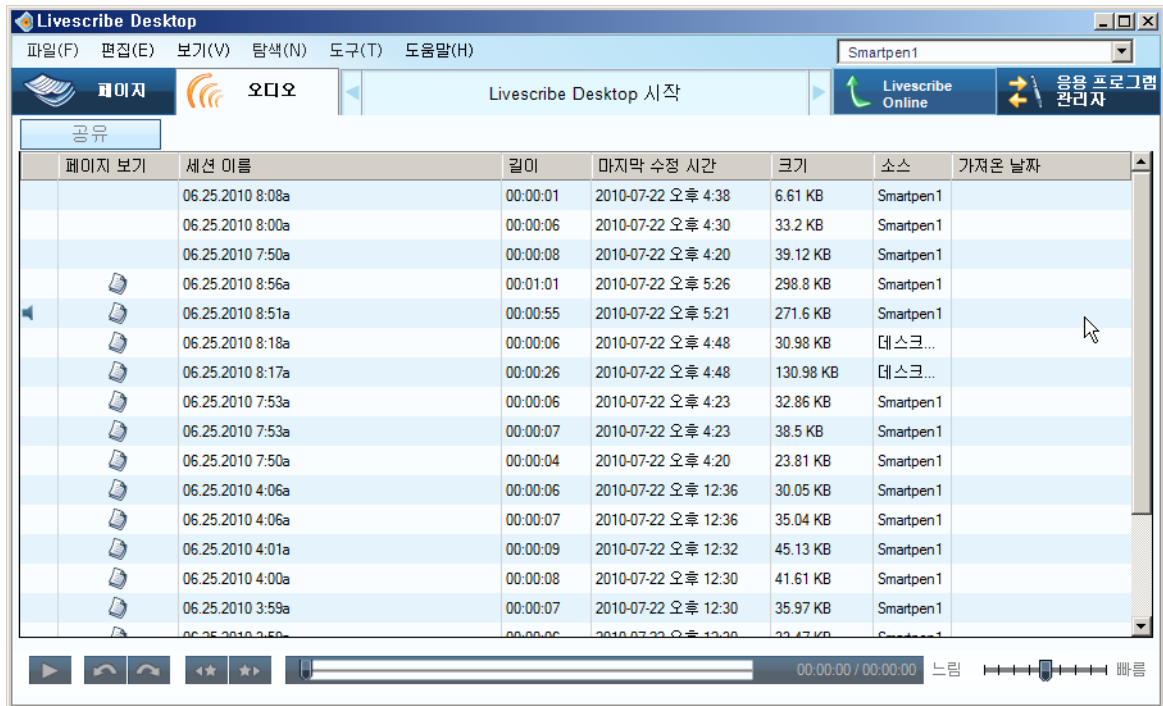 Livescribe Desktop
파일(F) 편집(E) 보기(V) 탐색(N) 도구(T) 도움말(H) Smartpen1
페이지 오디오 Livescribe Desktop 시작 Livescribe Online 응용 프로그램 관리자
공유
페이지 보기 세션 이름 길이 마지막 수정 시간 크기 소스 가져온 날짜
06.25.2010 8:08a 00:00:01 2010-07-22 오후 4:38 6.61 KB Smartpen1
06.25.2010 8:00a 00:00:06 2010-07-22 오후 4:30 33.2 KB Smartpen1
06.25.2010 7:50a 00:00:08 2010-07-22 오후 4:20 39.12 KB Smartpen1
06.25.2010 8:56a 00:01:01 2010-07-22 오후 5:26 298.8 KB Smartpen1
06.25.2010 8:51a 00:00:55 2010-07-22 오후 5:21 271.6 KB Smartpen1
06.25.2010 8:18a 00:00:06 2010-07-22 오후 4:48 30.98 KB 데스크...
06.25.2010 8:17a 00:00:26 2010-07-22 오후 4:48 130.98 KB 데스크...
06.25.2010 7:53a 00:00:06 2010-07-22 오후 4:23 32.86 KB Smartpen1
06.25.2010 7:53a 00:00:07 2010-07-22 오후 4:23 38.5 KB Smartpen1
06.25.2010 7:50a 00:00:04 2010-07-22 오후 4:20 23.81 KB Smartpen1
06.25.2010 4:06a 00:00:06 2010-07-22 오후 12:36 30.05 KB Smartpen1
06.25.2010 4:06a 00:00:07 2010-07-22 오후 12:36 35.04 KB Smartpen1
06.25.2010 4:01a 00:00:09 2010-07-22 오후 12:32 45.13 KB Smartpen1
06.25.2010 4:00a 00:00:08 2010-07-22 오후 12:30 41.61 KB Smartpen1
06.25.2010 3:59a 00:00:07 2010-07-22 오후 12:30 35.97 KB Smartpen1
00:00:00 / 00:00:00 느림 빠름